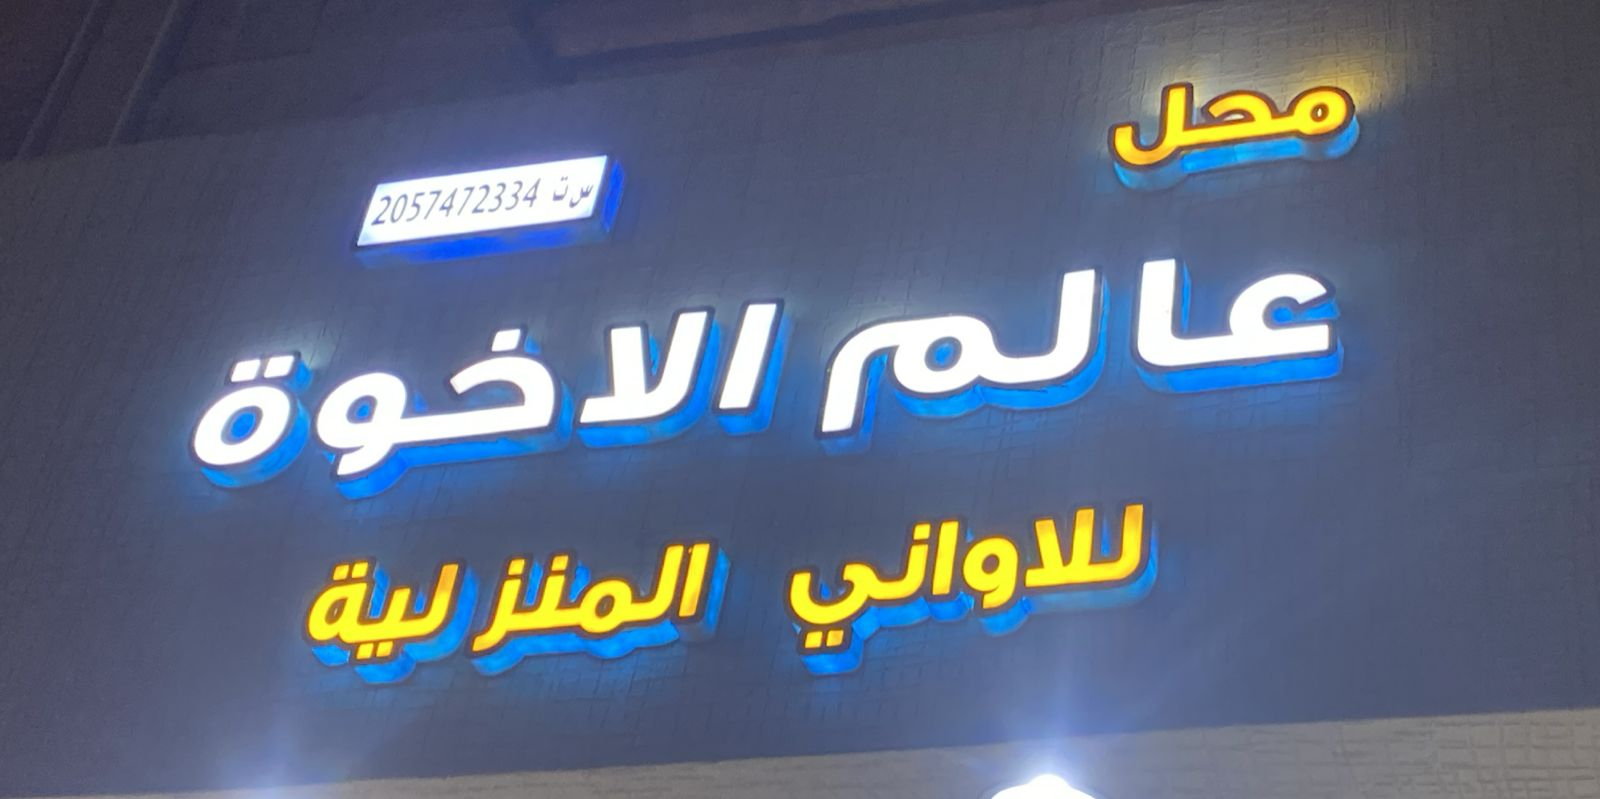 محل
س ت 2057472334
عالم الاخوة
للاواني المنزلية